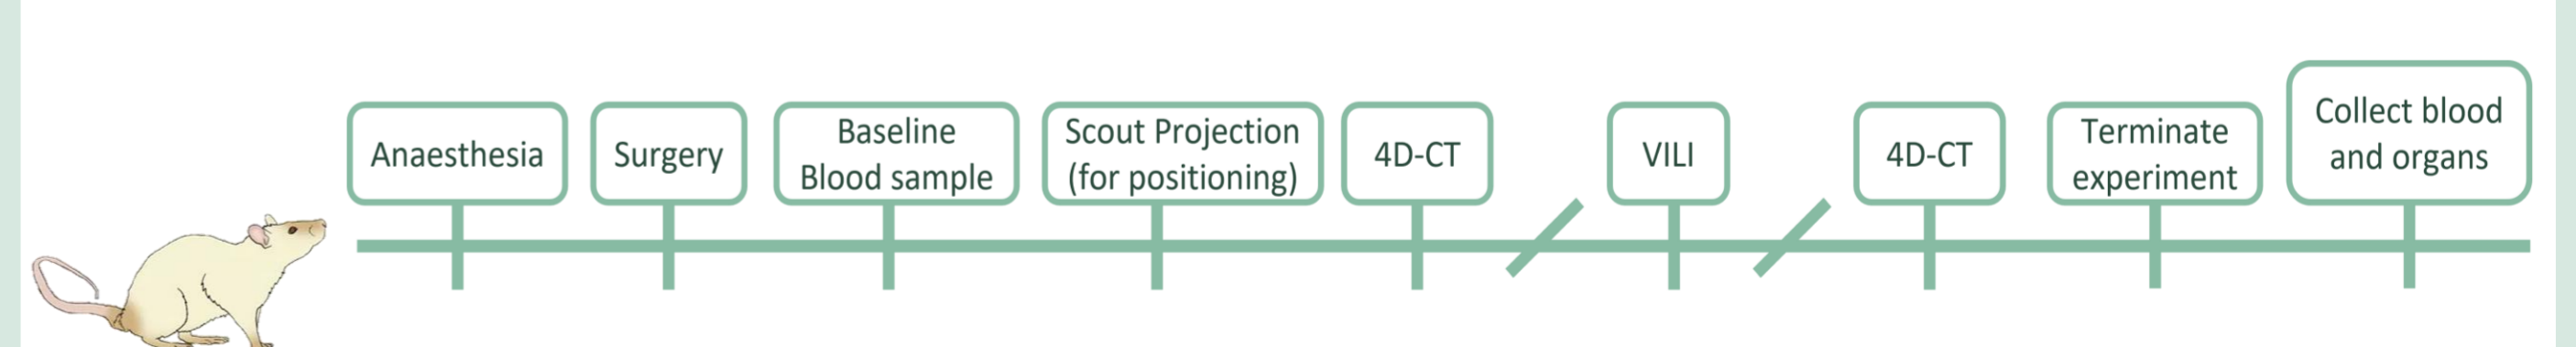 Anaesthesia
Surgery
Baseline
Blood sample
Scout Projection
(for positioning)
4D-CT
VILI
4D-CT
Terminate
experiment
Collect blood
and organs